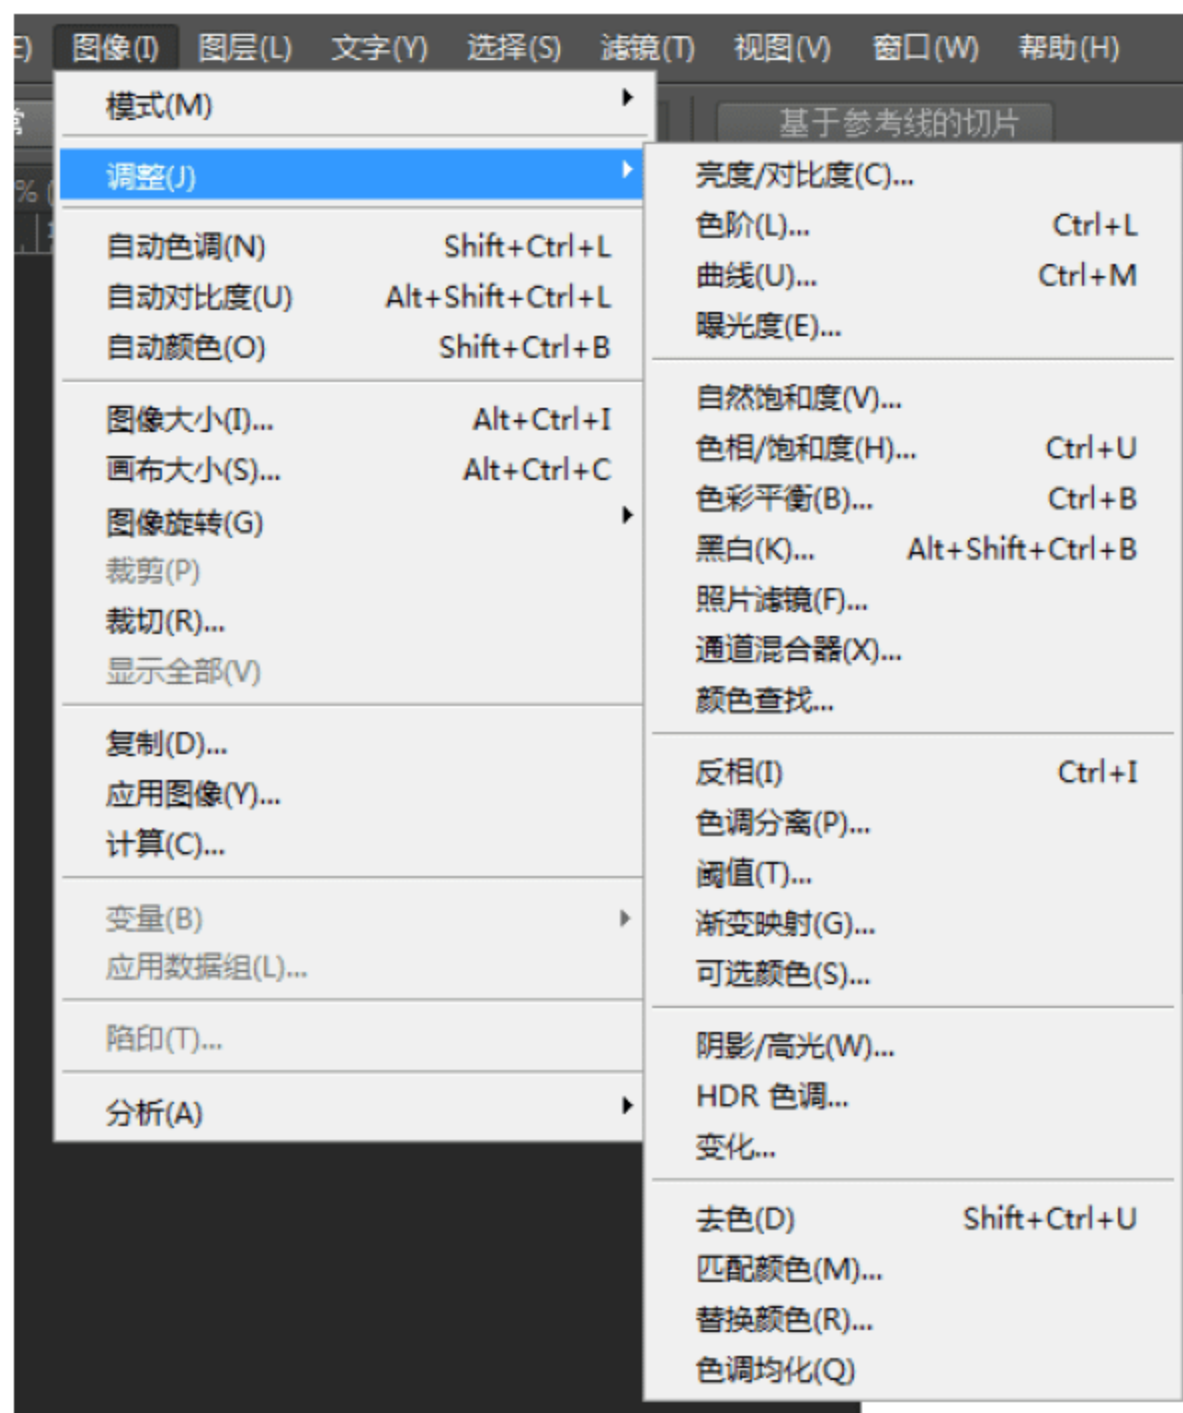 E) 图像(I) 图层(L) 文字(Y) 选择(S) 滤镜(T) 视图(V) 窗口(W) 帮助(H)
常 基于参考线的切片
% (
模式(M)
调整(J)
自动色调(N) Shift+Ctrl+L
自动对比度(U) Alt+Shift+Ctrl+L
自动颜色(O) Shift+Ctrl+B
图像大小(I)... Alt+Ctrl+I
画布大小(S)... Alt+Ctrl+C
图像旋转(G)
裁剪(P)
裁切(R)...
显示全部(V)
复制(D)...
应用图像(Y)...
计算(C)...
变量(B)
应用数据组(L)...
陷印(T)...
分析(A)
亮度/对比度(C)...
色阶(L)... Ctrl+L
曲线(U)... Ctrl+M
曝光度(E)...
自然饱和度(V)...
色相/饱和度(H)... Ctrl+U
色彩平衡(B)... Ctrl+B
黑白(K)... Alt+Shift+Ctrl+B
照片滤镜(F)...
通道混合器(X)...
颜色查找...
反相(I) Ctrl+I
色调分离(P)...
阈值(T)...
渐变映射(G)...
可选颜色(S)...
阴影/高光(W)...
HDR 色调...
变化...
去色(D) Shift+Ctrl+U
匹配颜色(M)...
替换颜色(R)...
色调均化(Q)